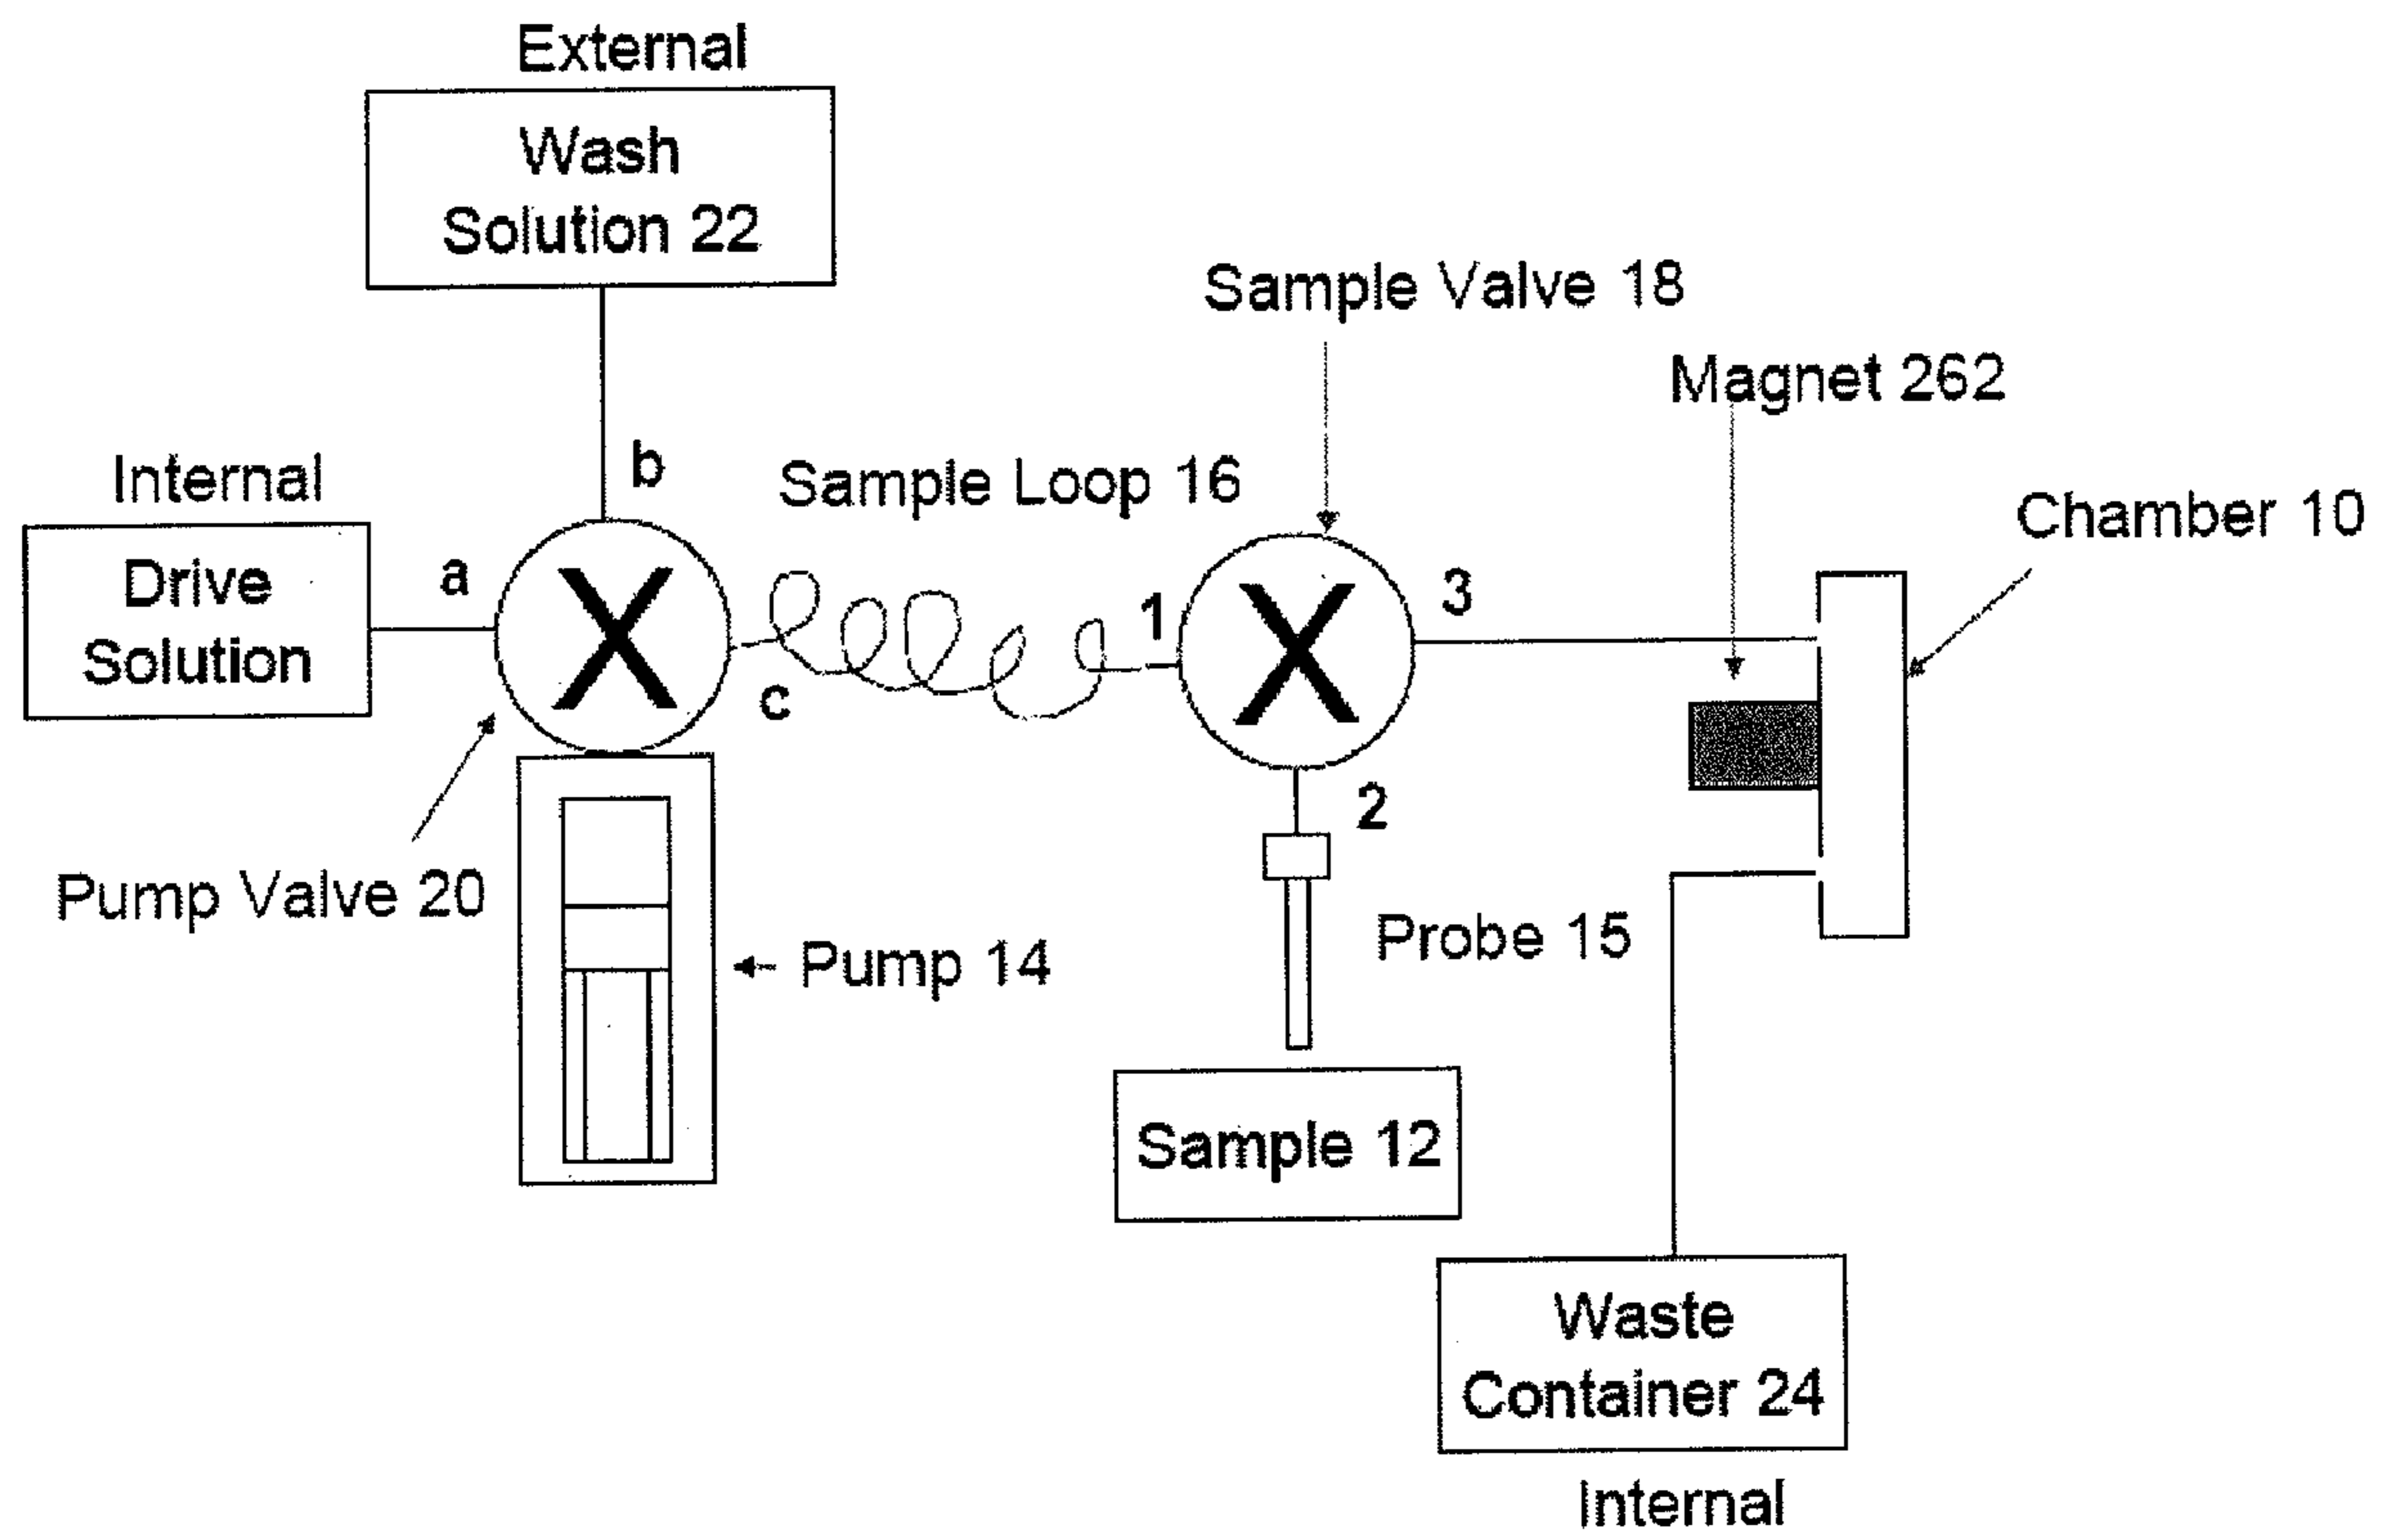 External
Wash
Solution 22
Sample Valve 18
Magnet 262
Internal
b
Sample Loop 16
Chamber 10
Drive
Solution
a
c
1
3
X
X
2
Pump Valve 20
Pump 14
Probe 15
Sample 12
Waste
Container 24
Internal